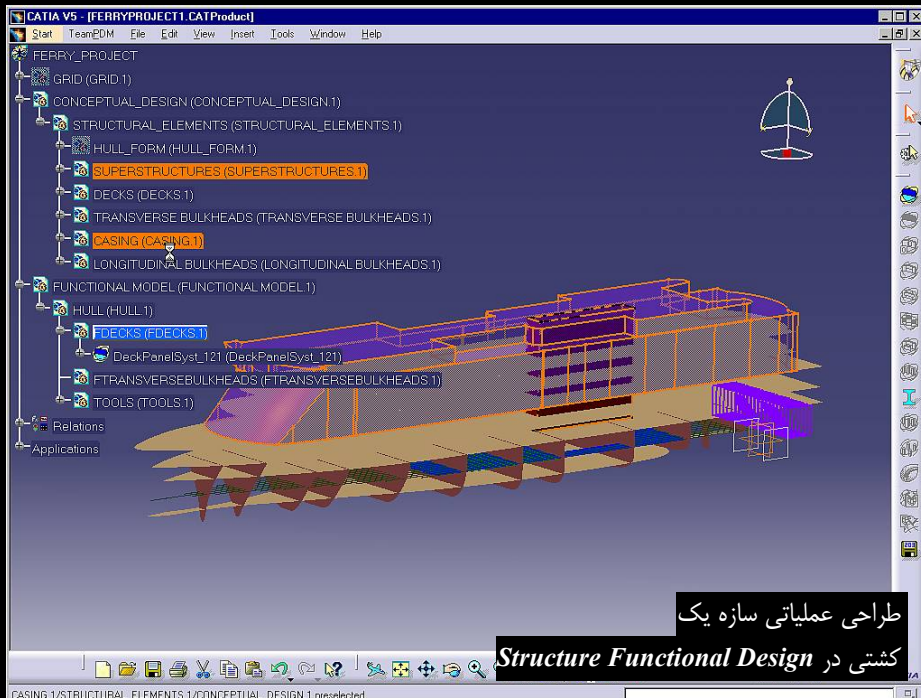 CATIA V5 - [FERRYPROJECT1.CATProduct]
Start TeamPDM File Edit View Insert Tools Window Help
FERRY_PROJECT
GRID (GRID.1)
CONCEPTUAL_DESIGN (CONCEPTUAL_DESIGN.1)
STRUCTURAL_ELEMENTS (STRUCTURAL_ELEMENTS.1)
HULL_FORM (HULL_FORM.1)
SUPERSTRUCTURES (SUPERSTRUCTURES.1)
DECKS (DECKS.1)
TRANSVERSE BULKHEADS (TRANSVERSE BULKHEADS.1)
CASING (CASING.1)
LONGITUDINAL BULKHEADS (LONGITUDINAL BULKHEADS.1)
FUNCTIONAL MODEL (FUNCTIONAL MODEL.1)
HULL (HULL.1)
FDECKS (FDECKS.1)
DeckPanelSyst_121 (DeckPanelSyst_121)
FTRANSVERSEBULKHEADS (FTRANSVERSEBULKHEADS.1)
TOOLS (TOOLS.1)
Relations
Applications
طراحی عملیاتی سازه یک
کشتی در Structure Functional Design
CASING.1/STRUCTURAL_ELEMENTS.1/CONCEPTUAL_DESIGN.1 preselected